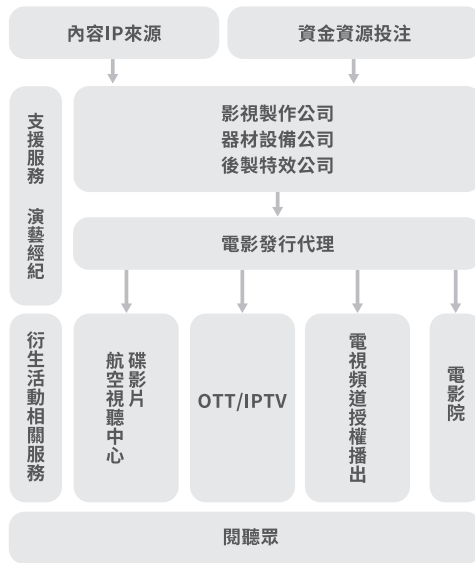 內容IP來源
資金資源投注
支援服務 演藝經紀
影視製作公司
器材設備公司
後製特效公司
電影發行代理
衍生活動相關服務
碟影片
航空視聽中心
OTT/IPTV
電視頻道授權播出
電影院
閱聽眾